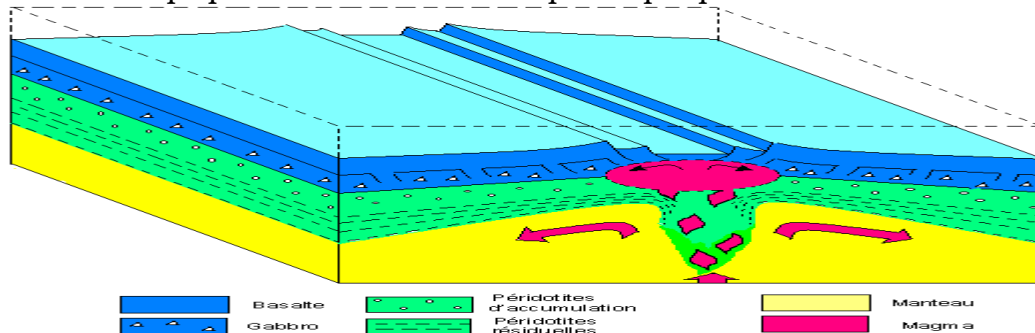 Basalte
Gabbro
Péridotites
d'accumulation
Péridotites
résiduelles
Manteau
Magma